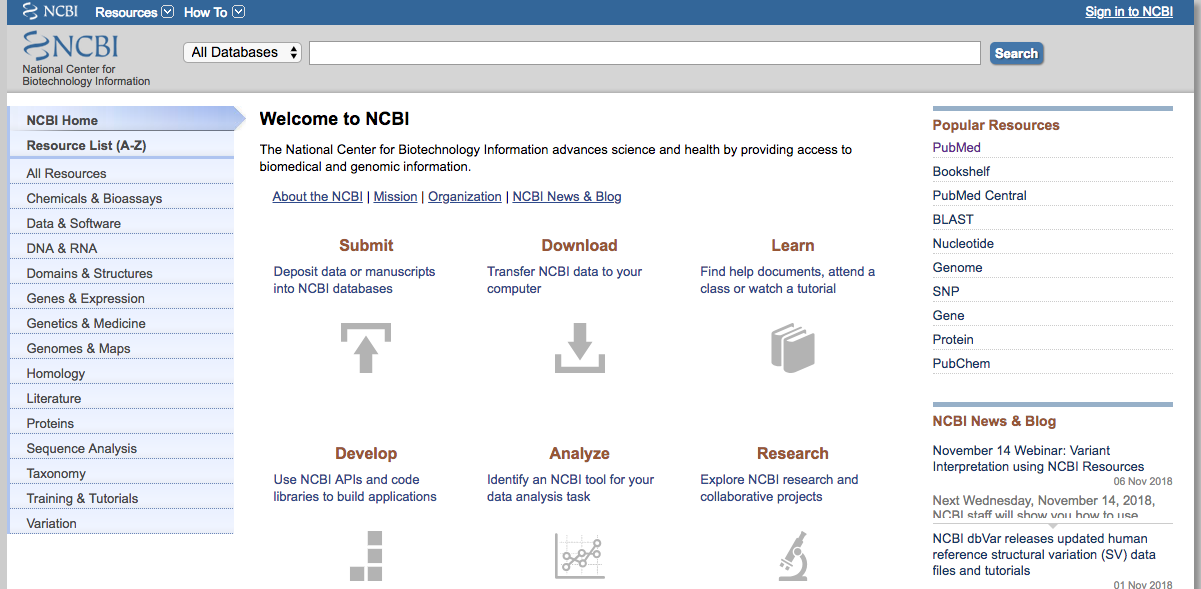 NCBI Resources How To Sign in to NCBI
NCBI
National Center for
Biotechnology Information
All Databases Search
NCBI Home
Resource List (A-Z)
All Resources
Chemicals & Bioassays
Data & Software
DNA & RNA
Domains & Structures
Genes & Expression
Genetics & Medicine
Genomes & Maps
Homology
Literature
Proteins
Sequence Analysis
Taxonomy
Training & Tutorials
Variation
Welcome to NCBI
The National Center for Biotechnology Information advances science and health by providing access to
biomedical and genomic information.
About the NCBI | Mission | Organization | NCBI News & Blog
Submit
Deposit data or manuscripts
into NCBI databases
Download
Transfer NCBI data to your
computer
Learn
Find help documents, attend a
class or watch a tutorial
Develop
Use NCBI APIs and code
libraries to build applications
Analyze
Identify an NCBI tool for your
data analysis task
Research
Explore NCBI research and
collaborative projects
Popular Resources
PubMed
Bookshelf
PubMed Central
BLAST
Nucleotide
Genome
SNP
Gene
Protein
PubChem
NCBI News & Blog
November 14 Webinar: Variant
Interpretation using NCBI Resources
06 Nov 2018
Next Wednesday, November 14, 2018,
NCBI staff will show you how to use
NCBI dbVar releases updated human
reference structural variation (SV) data
files and tutorials
01 Nov 2018